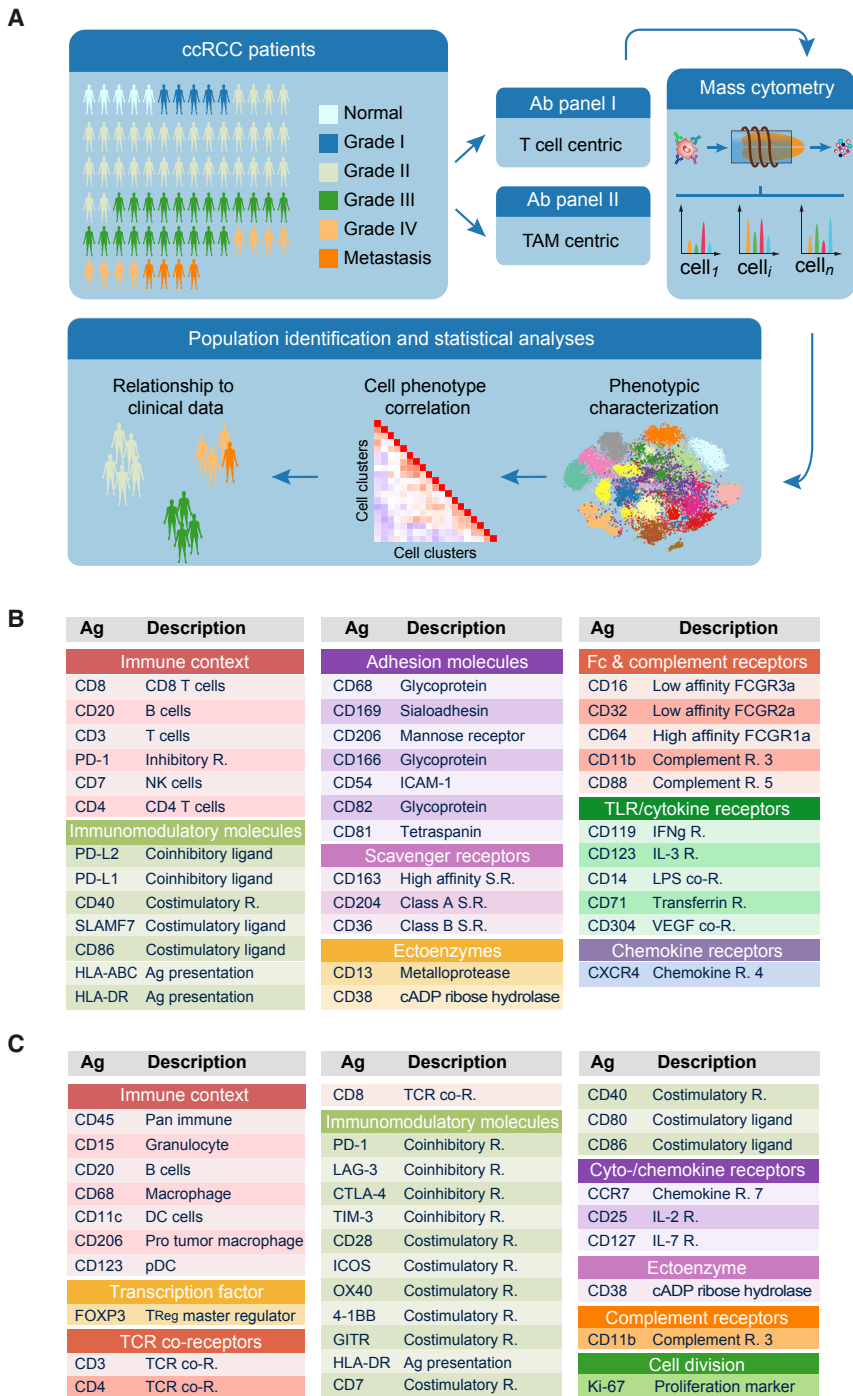 A
ccRCC patients
Normal
Grade I
Grade II
Grade III
Grade IV
Metastasis
Ab panel I
T cell centric
Ab panel II
TAM centric
Mass cytometry
cell1 celli celln
Population identification and statistical analyses
Relationship to
clinical data
Cell phenotype
correlation
Cell clusters
Cell clusters
Phenotypic
characterization
B
Ag Description
Immune context
CD8 CD8 T cells
CD20 B cells
CD3 T cells
PD-1 Inhibitory R.
CD7 NK cells
CD4 CD4 T cells
Immunomodulatory molecules
PD-L2 Coinhibitory ligand
PD-L1 Coinhibitory ligand
CD40 Costimulatory R.
SLAMF7 Costimulatory ligand
CD86 Costimulatory ligand
HLA-ABC Ag presentation
HLA-DR Ag presentation
Ag Description
Adhesion molecules
CD68 Glycoprotein
CD169 Sialoadhesin
CD206 Mannose receptor
CD166 Glycoprotein
CD54 ICAM-1
CD82 Glycoprotein
CD81 Tetraspanin
Scavenger receptors
CD163 High affinity S.R.
CD204 Class A S.R.
CD36 Class B S.R.
Ectoenzymes
CD13 Metalloprotease
CD38 cADP ribose hydrolase
Ag Description
Fc & complement receptors
CD16 Low affinity FCGR3a
CD32 Low affinity FCGR2a
CD64 High affinity FCGR1a
CD11b Complement R. 3
CD88 Complement R. 5
TLR/cytokine receptors
CD119 IFNg R.
CD123 IL-3 R.
CD14 LPS co-R.
CD71 Transferrin R.
CD304 VEGF co-R.
Chemokine receptors
CXCR4 Chemokine R. 4
C
Ag Description
Immune context
CD45 Pan immune
CD15 Granulocyte
CD20 B cells
CD68 Macrophage
CD11c DC cells
CD206 Pro tumor macrophage
CD123 pDC
Transcription factor
FOXP3 TReg master regulator
TCR co-receptors
CD3 TCR co-R.
CD4 TCR co-R.
Ag Description
CD8 TCR co-R.
Immunomodulatory molecules
PD-1 Coinhibitory R.
LAG-3 Coinhibitory R.
CTLA-4 Coinhibitory R.
TIM-3 Coinhibitory R.
CD28 Costimulatory R.
ICOS Costimulatory R.
OX40 Costimulatory R.
4-1BB Costimulatory R.
GITR Costimulatory R.
HLA-DR Ag presentation
CD7 Costimulatory R.
Ag Description
CD40 Costimulatory R.
CD80 Costimulatory ligand
CD86 Costimulatory ligand
Cyto-/chemokine receptors
CCR7 Chemokine R. 7
CD25 IL-2 R.
CD127 IL-7 R.
Ectoenzyme
CD38 cADP ribose hydrolase
Complement receptors
CD11b Complement R. 3
Cell division
Ki-67 Proliferation marker